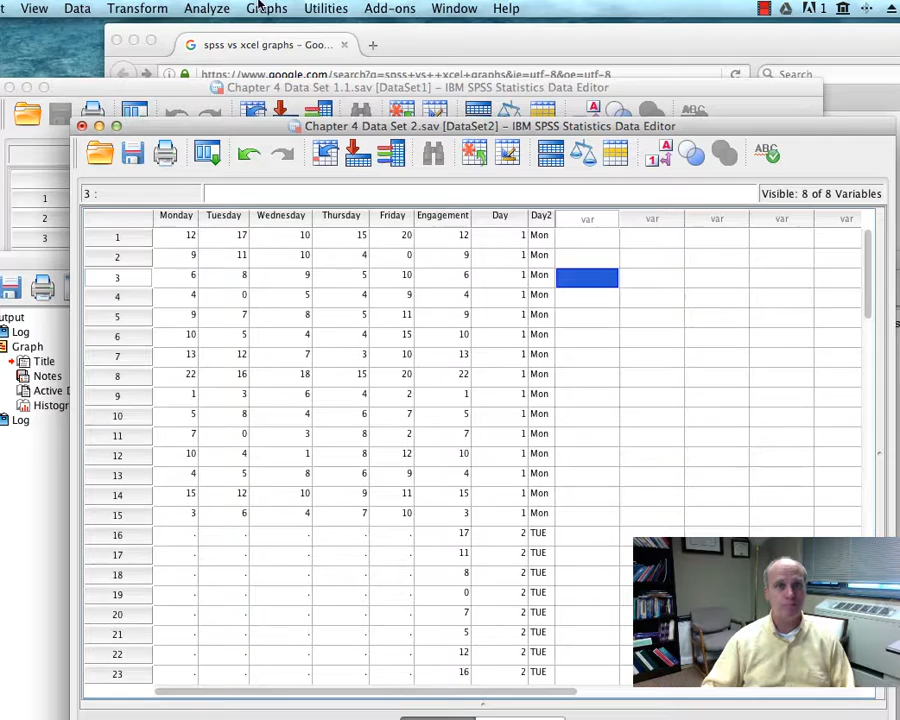 View Data Transform Analyze Graphs Utilities Add-ons Window Help 1
spss vs xcel graphs - Goo...
https://www.google.com/search?q=spss+vs++xcel+graphs&ie=utf-8&oe=utf-8
Search
Chapter 4 Data Set 1.1.sav [DataSet1] – IBM SPSS Statistics Data Editor
Chapter 4 Data Set 2.sav [DataSet2] – IBM SPSS Statistics Data Editor
3 :
Visible: 8 of 8 Variables
Monday Tuesday Wednesday Thursday Friday Engagement Day Day2 var var var var var
1 12 17 10 15 20 12 1 Mon
2 9 11 10 4 0 9 1 Mon
3 6 8 9 5 10 6 1 Mon
4 4 0 5 4 9 4 1 Mon
5 9 7 8 5 11 9 1 Mon
6 10 5 4 4 15 10 1 Mon
7 13 12 7 3 10 13 1 Mon
8 22 16 18 15 20 22 1 Mon
9 1 3 6 4 2 1 1 Mon
10 5 8 4 6 7 5 1 Mon
11 7 0 3 8 2 7 1 Mon
12 10 4 1 8 12 10 1 Mon
13 4 5 8 6 9 4 1 Mon
14 15 12 10 9 11 15 1 Mon
15 3 6 4 7 10 3 1 Mon
16 . . . . . 17 2 TUE
17 . . . . . 11 2 TUE
18 . . . . . 8 2 TUE
19 . . . . . 0 2 TUE
20 . . . . . 7 2 TUE
21 . . . . . 5 2 TUE
22 . . . . . 12 2 TUE
23 . . . . . 16 2 TUE
1
2
3
utput
Log
Graph
Title
Notes
Active D
Histogr
Log